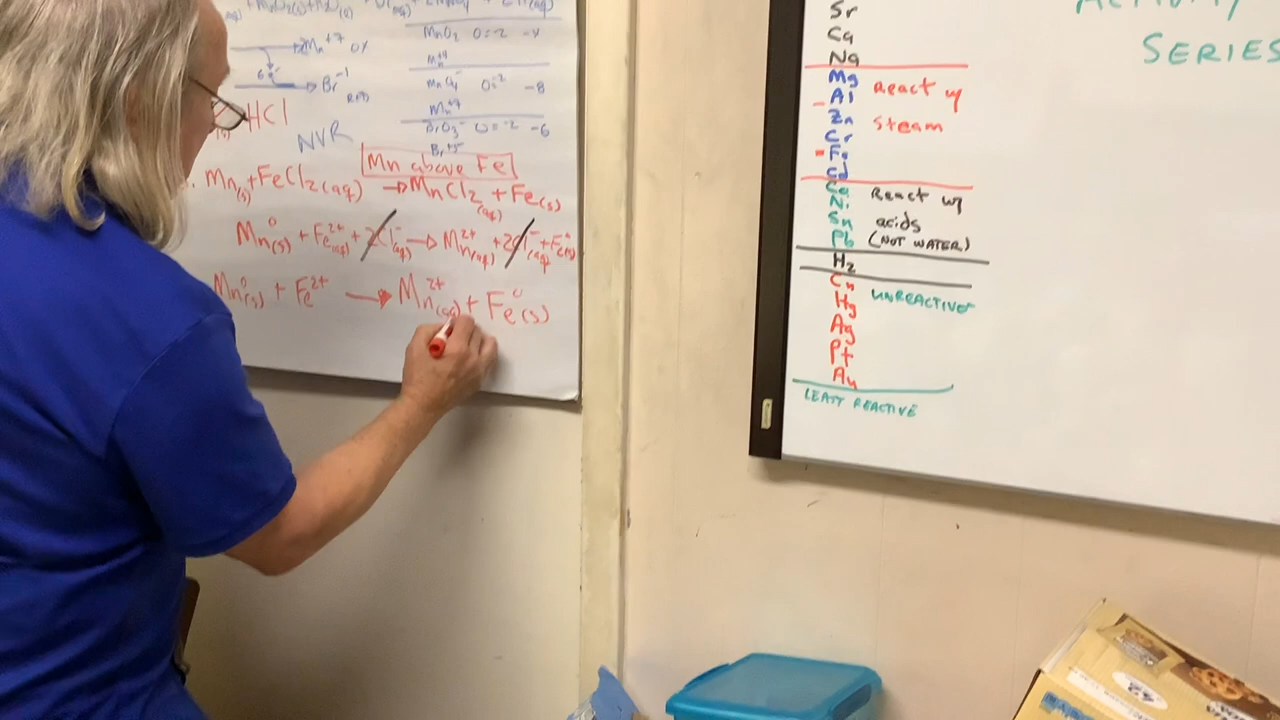 MnO2 O=2 -4
Mn+4
MnO4- O=-2 -8
Mn+7
2Mn+7 OX
6e-
Br-1 RED
BrO3- O=-2 -6
Br+5
HCl
NVR
Mn above Fe
Mn(s) + FeCl2(aq) → MnCl2(aq) + Fe(s)
Mn0(s) + Fe2+(aq) + 2Cl-(aq) → Mn2+(aq) + 2Cl-(aq) + Fe0(s)
Mn0(s) + Fe2+ → Mn2+(aq) + Fe0(s)
ACTIVITY
SERIES
Sr
Ca
Na
Mg
Al
Zn
Cr
Fe
Cd
React w/
steam
Co
Ni
Sn
Pb
React w/
acids
(NOT WATER)
H2
Cu
Hg
Ag
Pt
Au
UNREACTIVE
LEAST REACTIVE